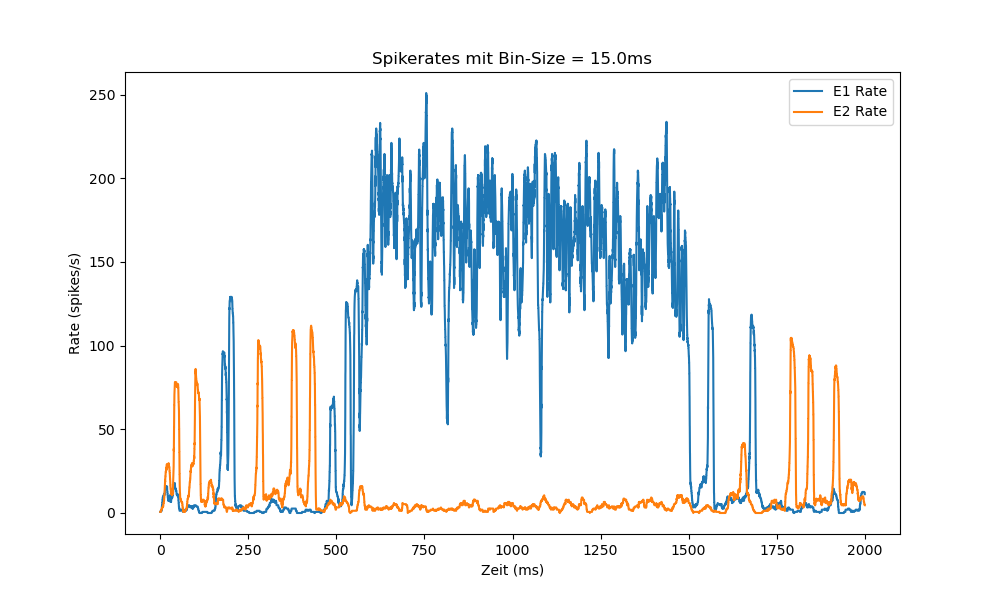 Spikerates mit Bin-Size = 15.0ms
E1 Rate
E2 Rate
250
200
150
100
50
0
Rate (spikes/s)
0 250 500 750 1000 1250 1500 1750 2000
Zeit (ms)